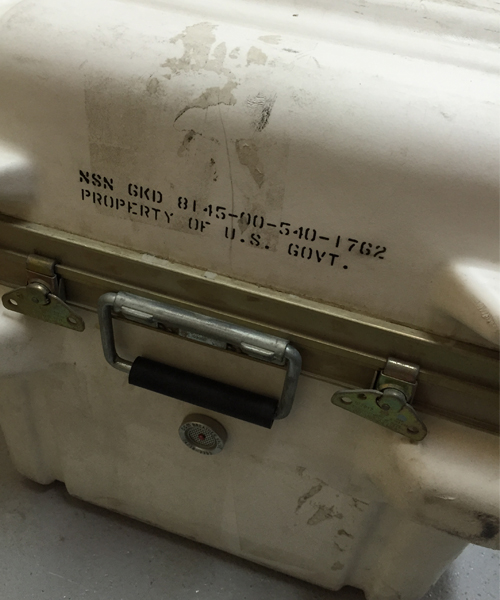 NSN GKD 8145-00-540-1762
PROPERTY OF U.S. GOVT.